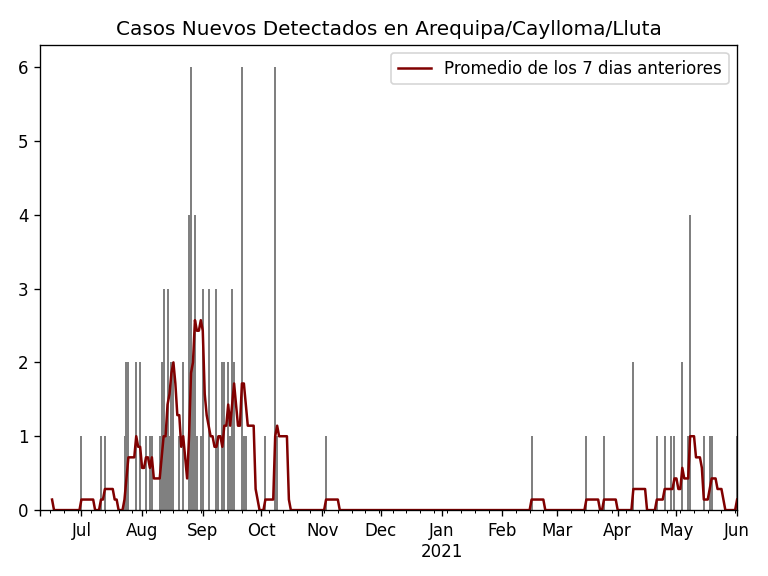 Casos Nuevos Detectados en Arequipa/Caylloma/Lluta
Promedio de los 7 dias anteriores
6
5
4
3
2
1
0
Jul Aug Sep Oct Nov Dec Jan Feb Mar Apr May Jun
2021